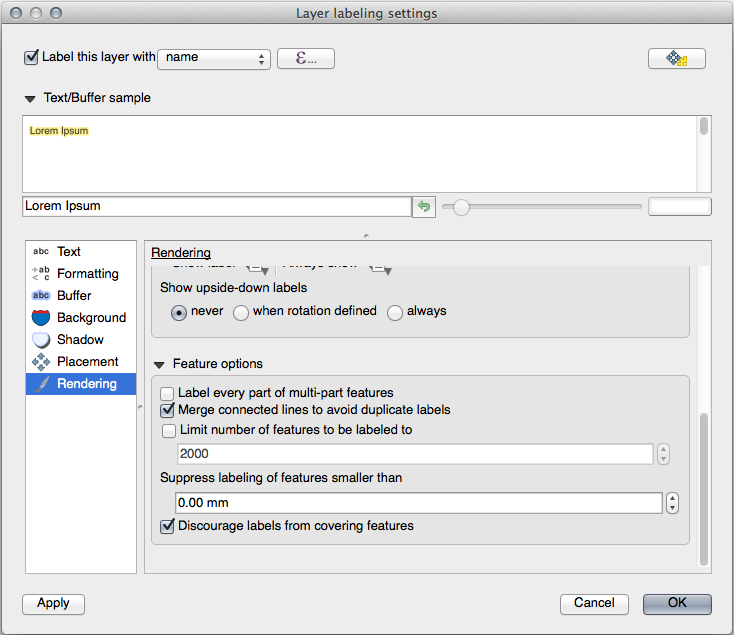 Layer labeling settings
Label this layer with name ε...
Text/Buffer sample
Lorem Ipsum
Lorem Ipsum
abc Text
+ab < c Formatting
abc Buffer
Background
Shadow
Placement
Rendering
Rendering
Show label Always show
Show upside-down labels
never when rotation defined always
Feature options
Label every part of multi-part features
Merge connected lines to avoid duplicate labels
Limit number of features to be labeled to
2000
Suppress labeling of features smaller than
0.00 mm
Discourage labels from covering features
Apply Cancel OK